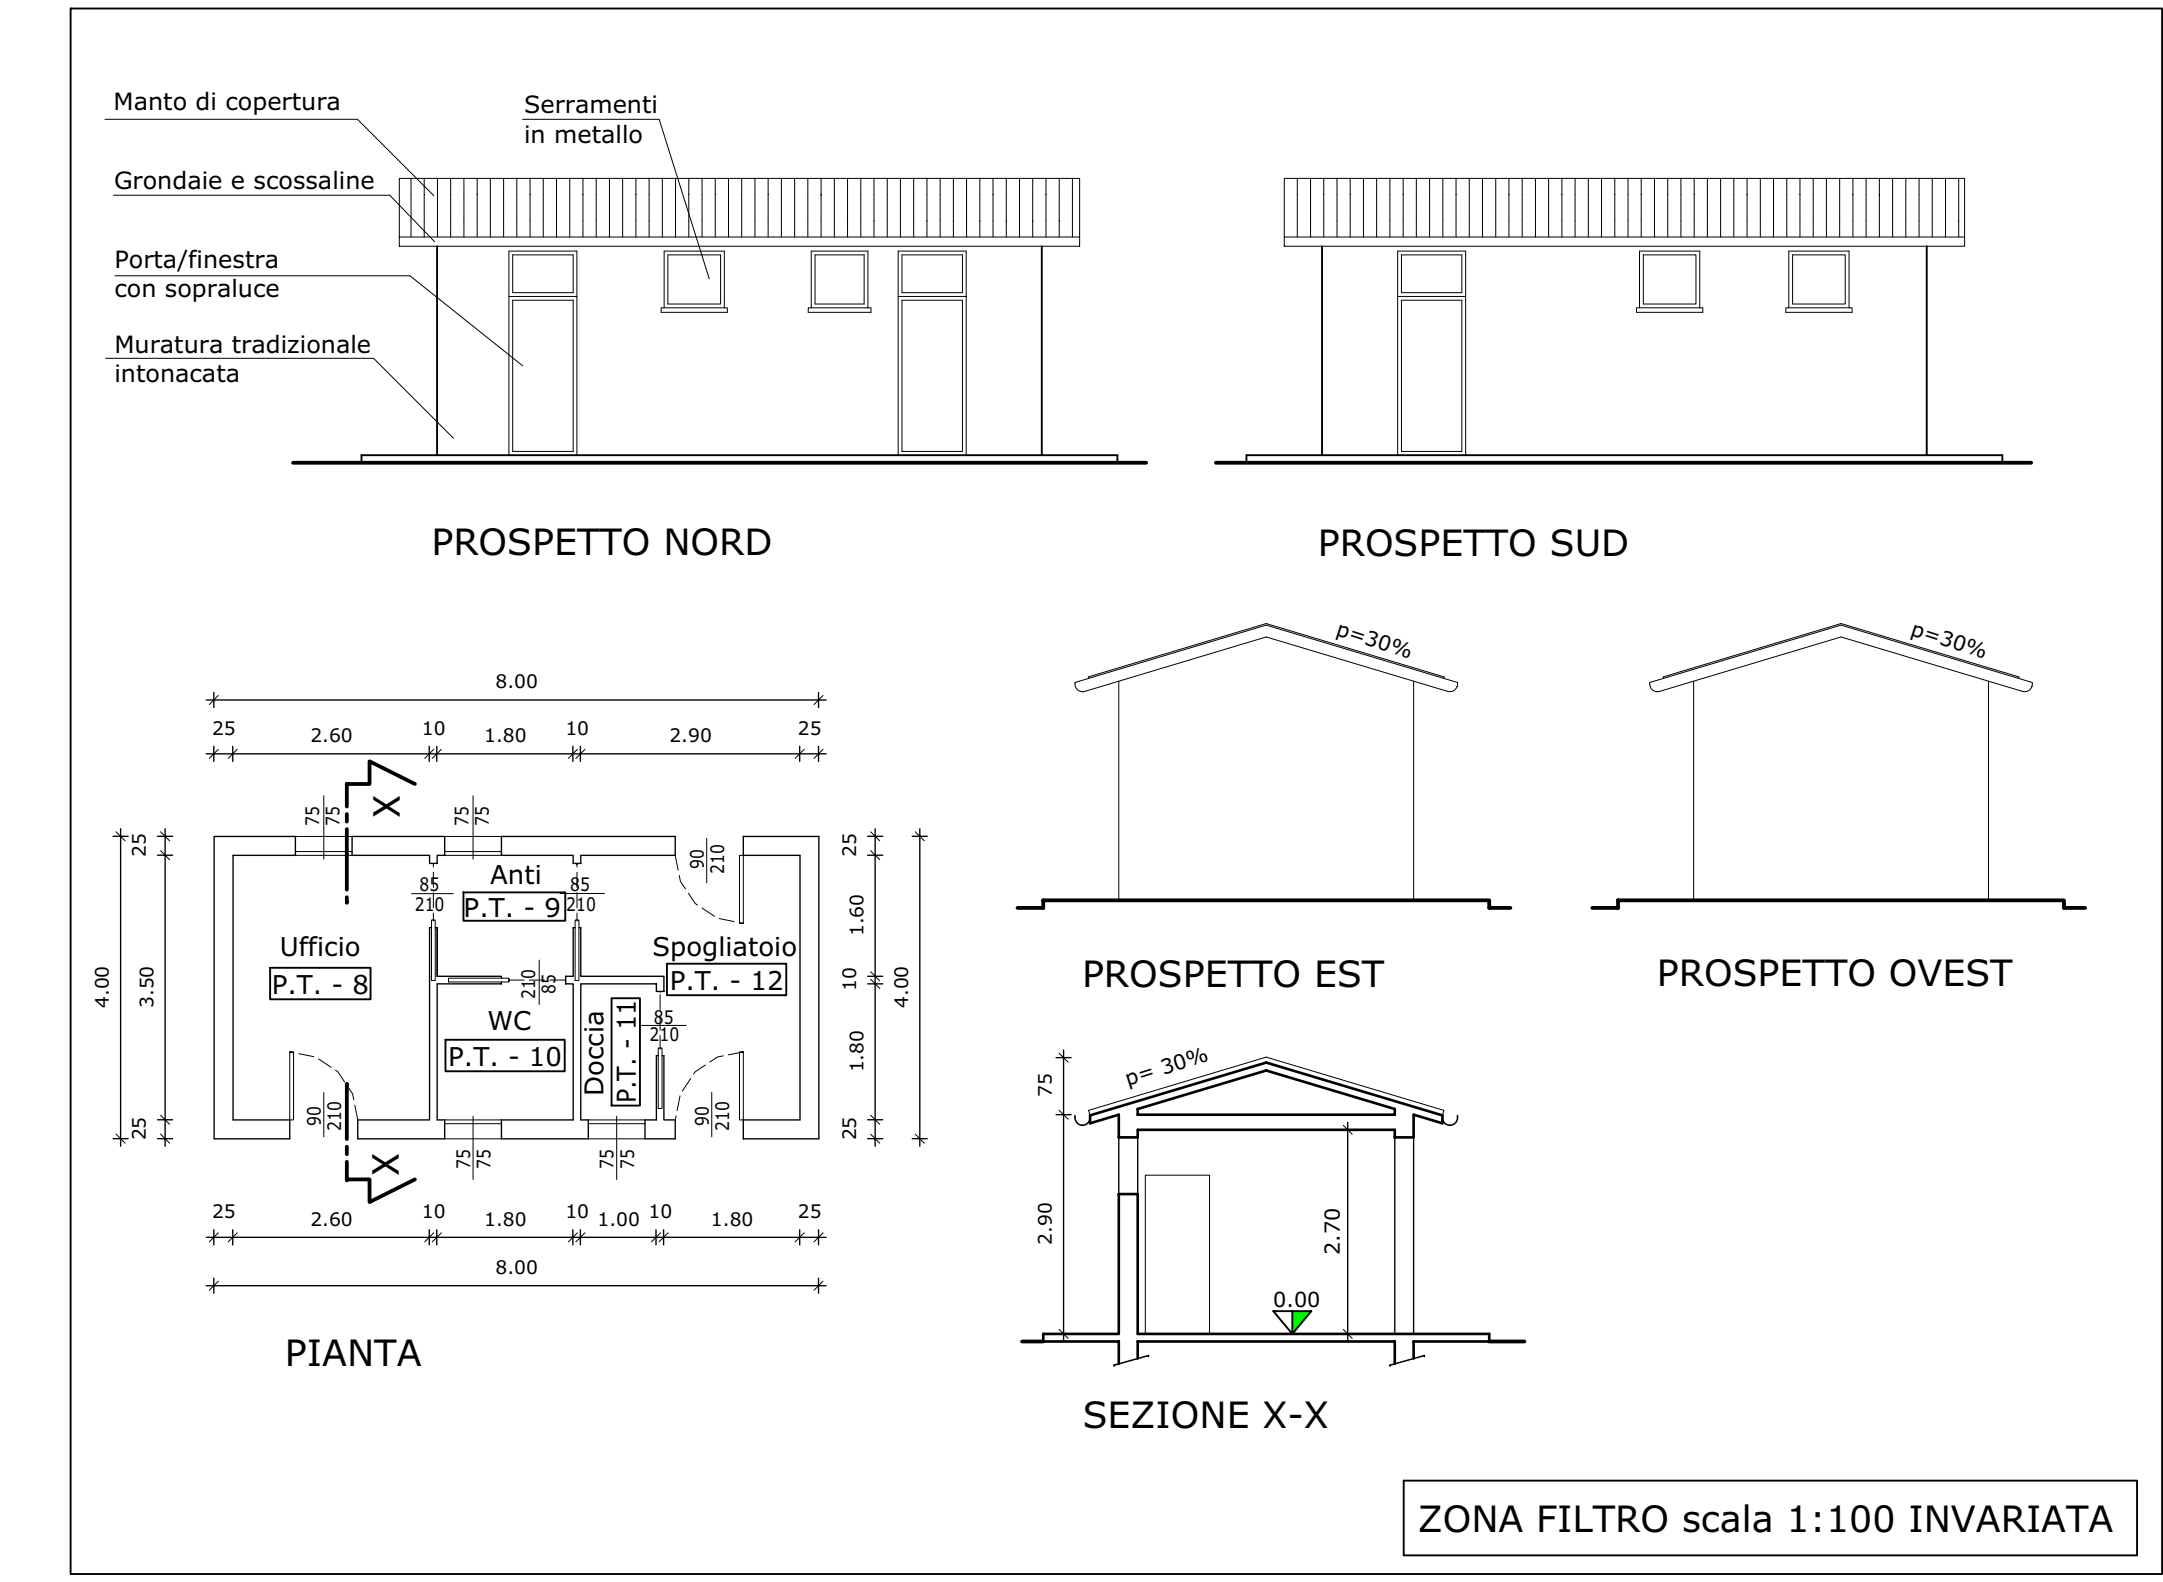 Manto di copertura
Serramenti
in metallo
Grondaie e scossaline
Porta/finestra
con sopraluce
Muratura tradizionale
intonacata
PROSPETTO NORD
PROSPETTO SUD
p=30%
p=30%
PROSPETTO EST
PROSPETTO OVEST
8.00
25 2.60 10 1.80 10 2.90 25
X
75 75
75 75
90 210
25
3.50
25
4.00
25
1.60
10
1.80
25
4.00
Anti
P.T. - 9
85 210
85 210
Ufficio
P.T. - 8
Spogliatoio
P.T. - 12
210 85
WC
P.T. - 10
Doccia
P.T. - 11
85 210
90 210
90 210
75 75
75 75
X
25 2.60 10 1.80 10 1.00 10 1.80 25
8.00
PIANTA
p= 30%
75
2.90
2.70
0.00
SEZIONE X-X
ZONA FILTRO scala 1:100 INVARIATA